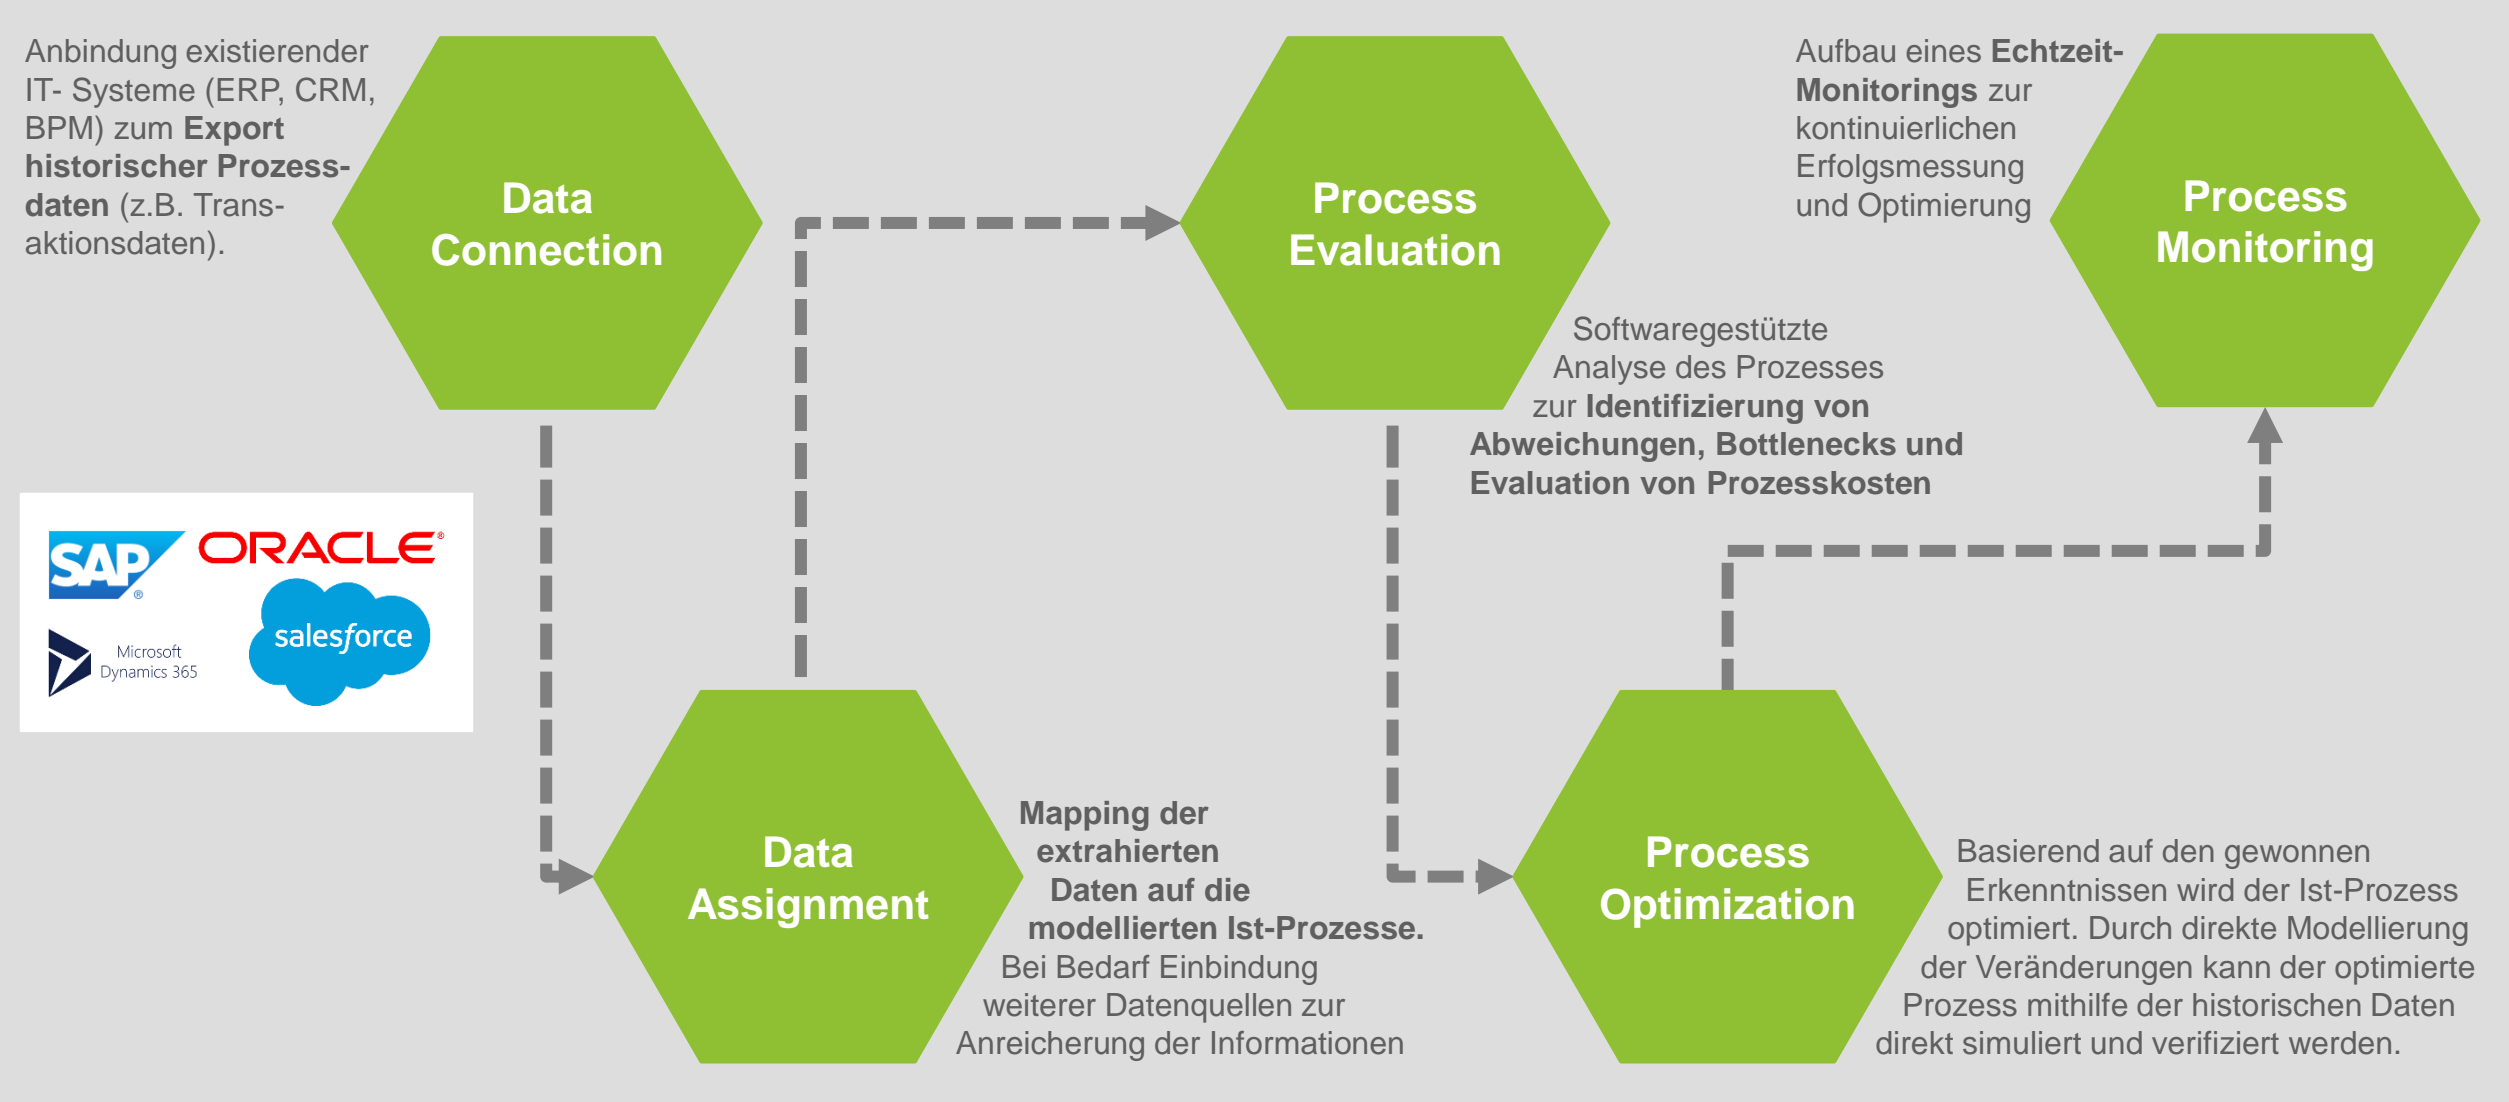 Anbindung existierender
IT- Systeme (ERP, CRM,
BPM) zum Export
historischer Prozess-
daten (z.B. Trans-
aktionsdaten).
Data
Connection
SAP
®
ORACLE®
Microsoft
Dynamics 365
salesforce
Data
Assignment
Mapping der
extrahierten
Daten auf die
modellierten Ist-Prozesse.
Bei Bedarf Einbindung
weiterer Datenquellen zur
Anreicherung der Informationen
Process
Evaluation
Softwaregestützte
Analyse des Prozesses
zur Identifizierung von
Abweichungen, Bottlenecks und
Evaluation von Prozesskosten
Process
Optimization
Basierend auf den gewonnen
Erkenntnissen wird der Ist-Prozess
optimiert. Durch direkte Modellierung
der Veränderungen kann der optimierte
Prozess mithilfe der historischen Daten
direkt simuliert und verifiziert werden.
Aufbau eines Echtzeit-
Monitorings zur
kontinuierlichen
Erfolgsmessung
und Optimierung
Process
Monitoring